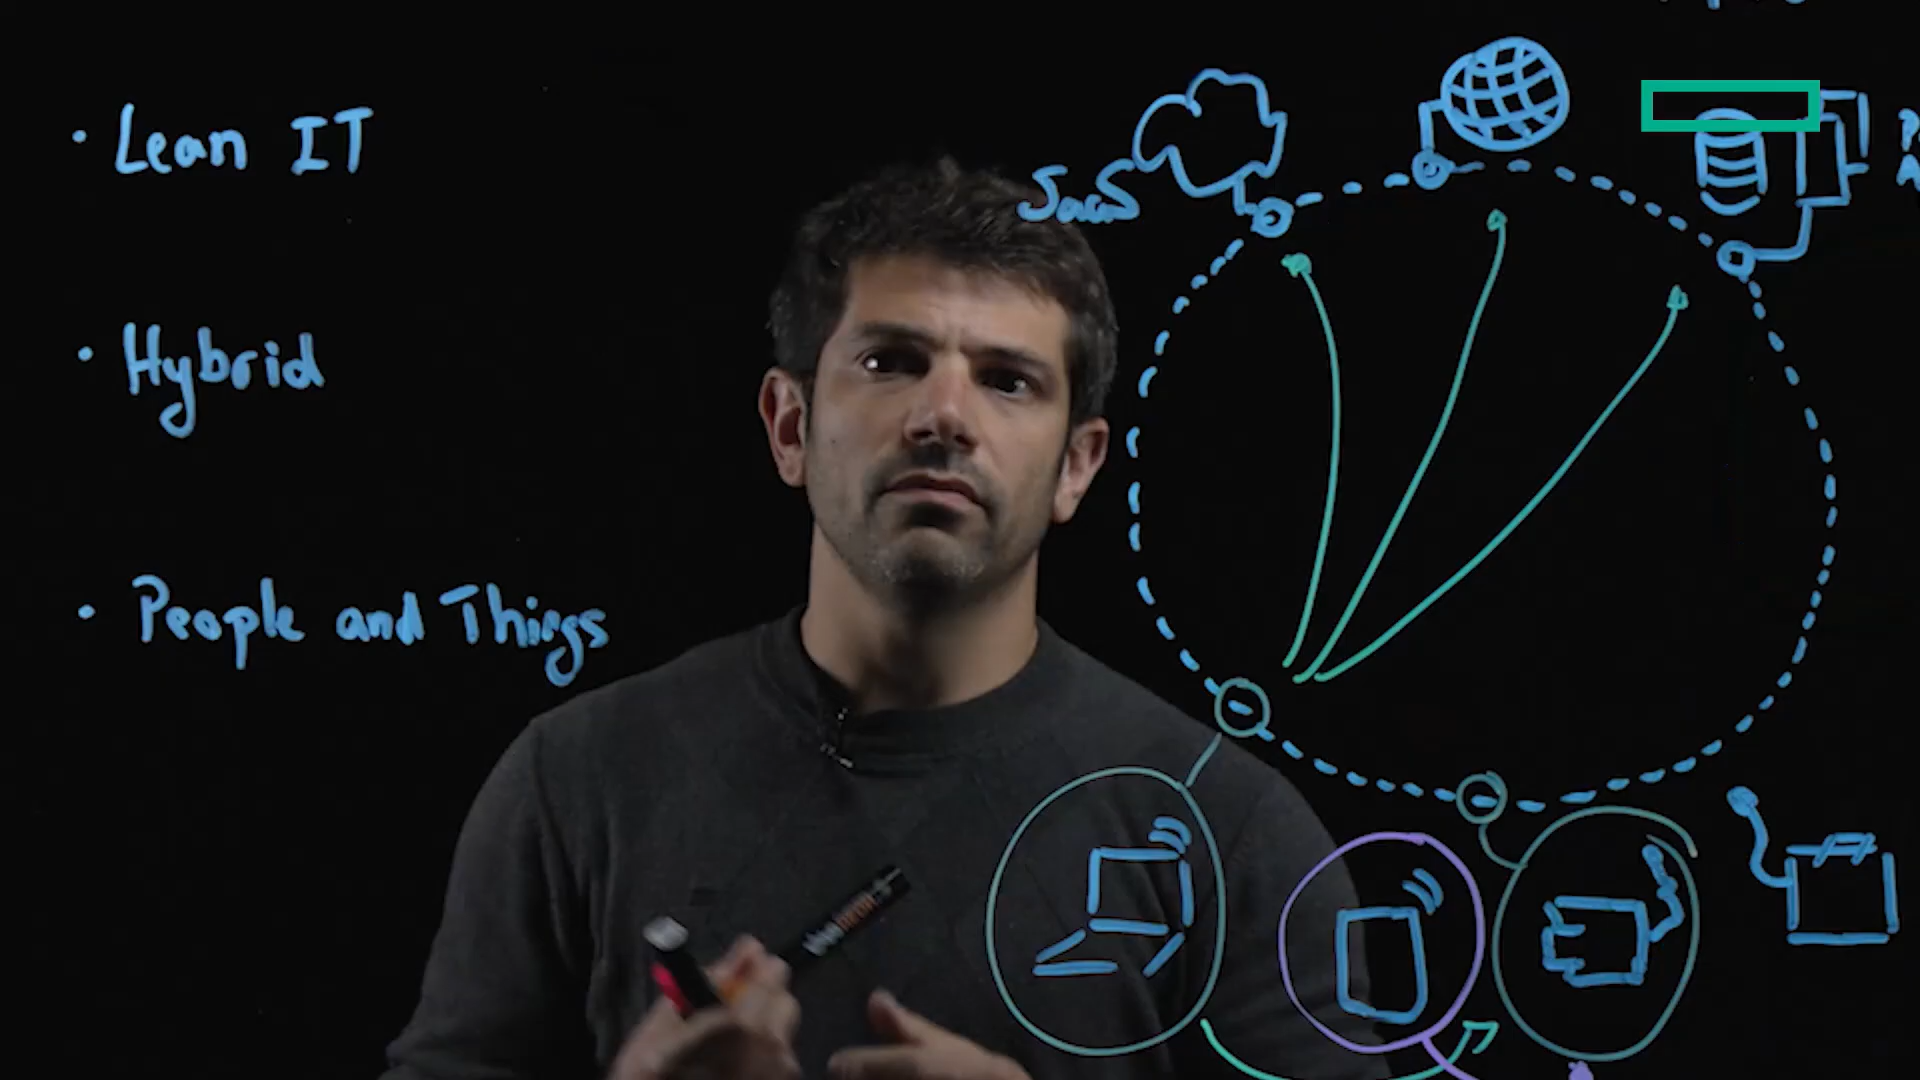 • Lean IT
• Hybrid
• People and Things
SaaS